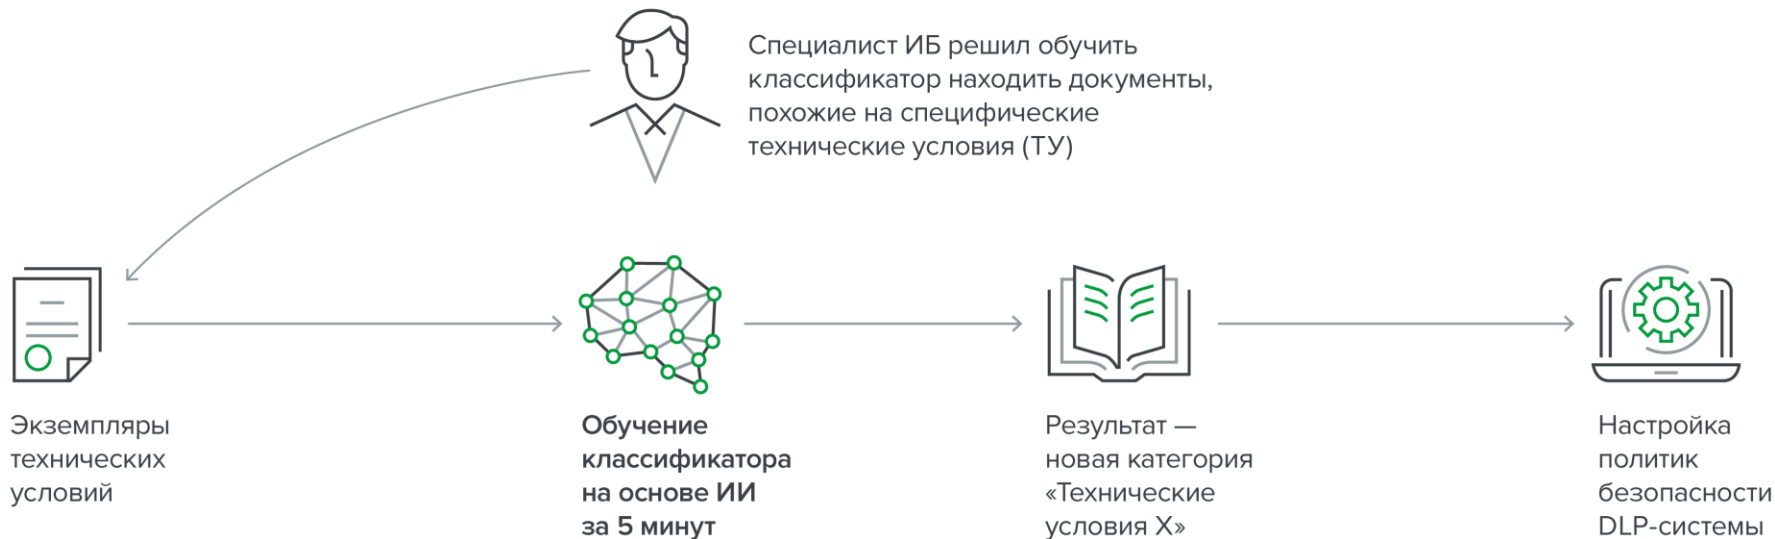 Специалист ИБ решил обучить
классификатор находить документы,
похожие на специфические
технические условия (ТУ)
Экземпляры
технических
условий
Обучение
классификатора
на основе ИИ
за 5 минут
Результат —
новая категория
«Технические
условия X»
Настройка
политик
безопасности
DLP-системы